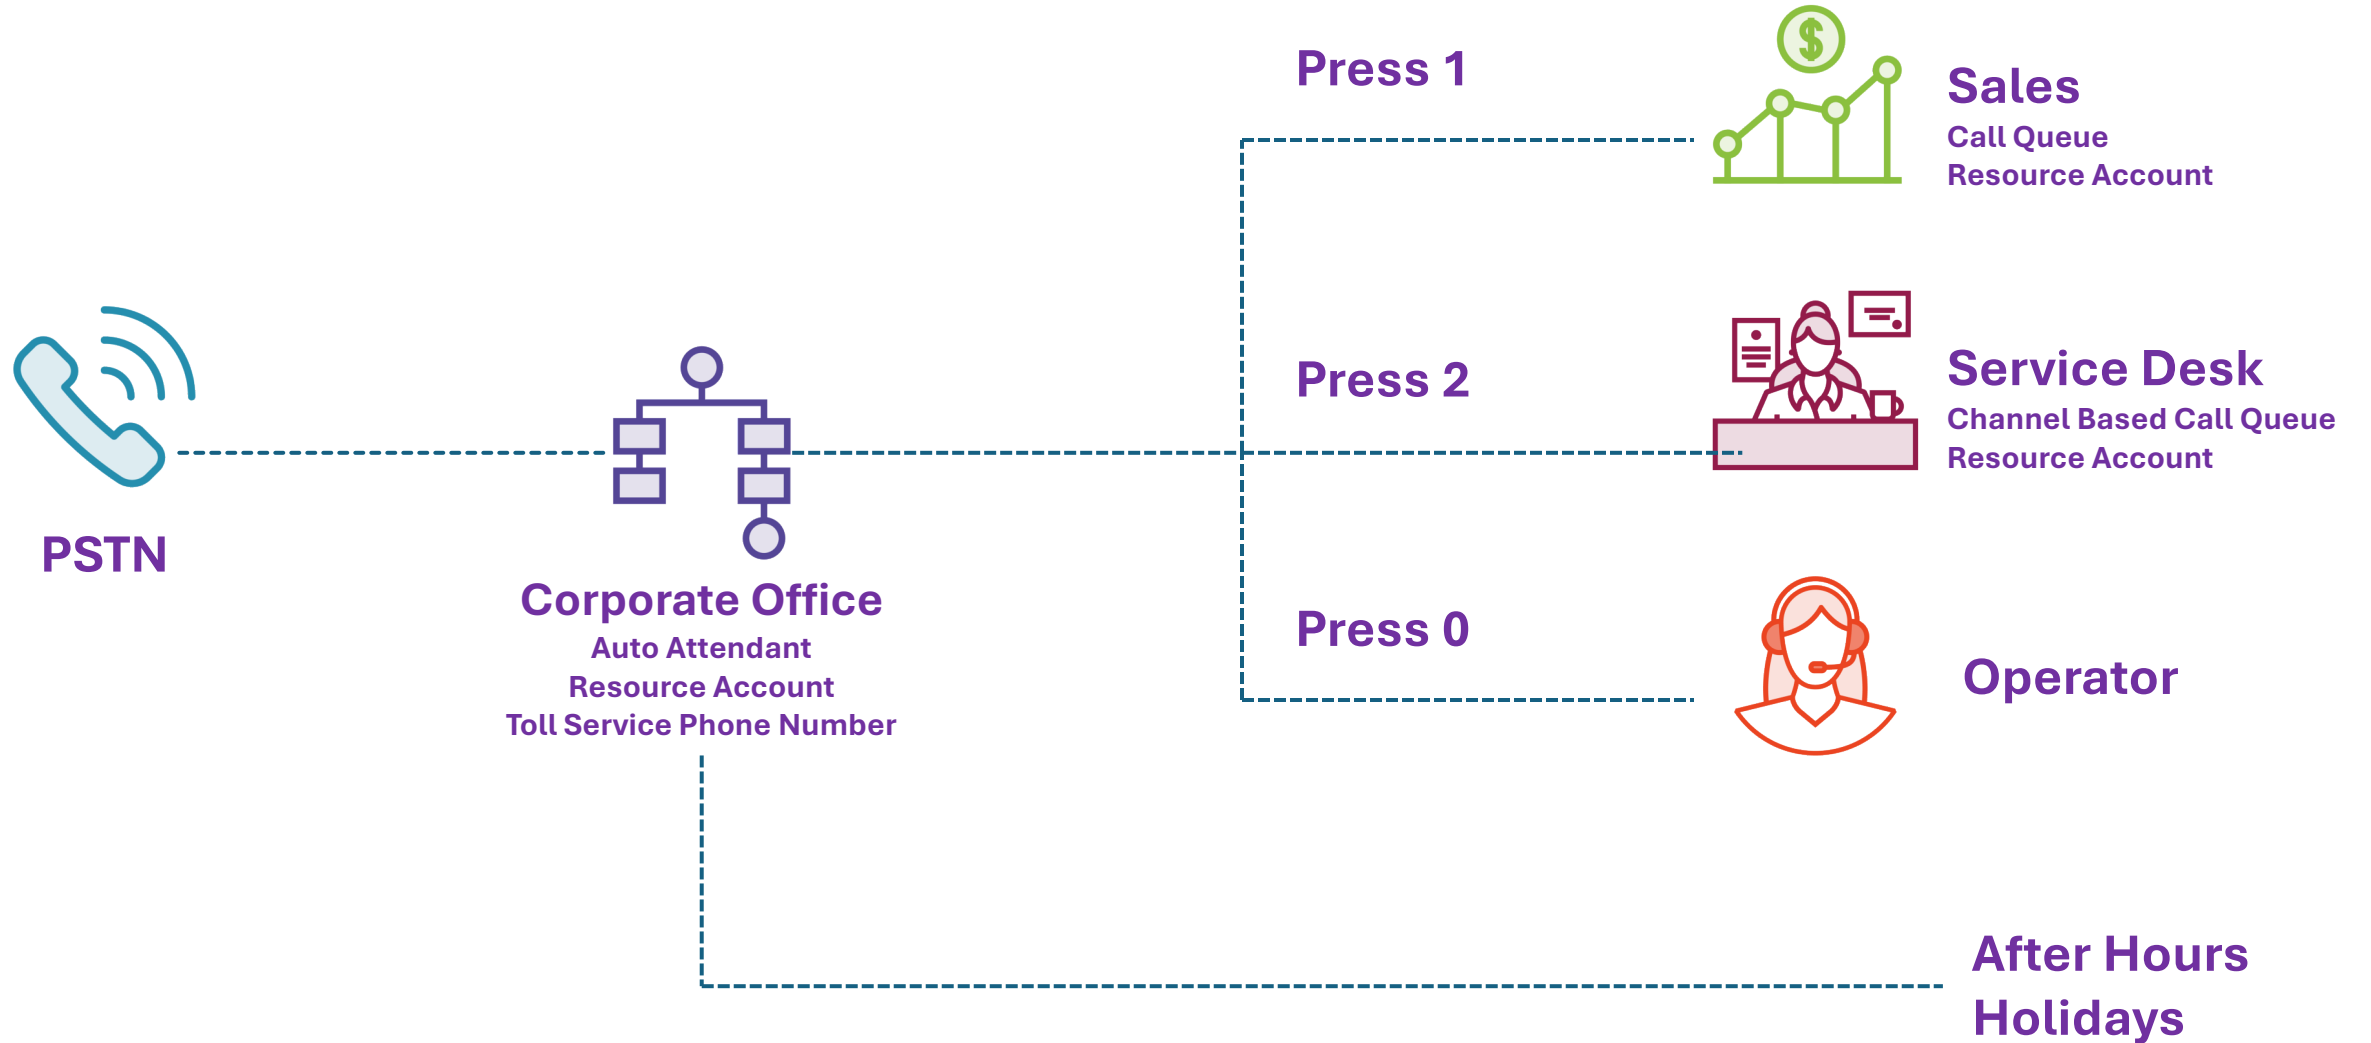 PSTN
Corporate Office
Auto Attendant
Resource Account
Toll Service Phone Number
Press 1
Sales
Call Queue
Resource Account
Press 2
Service Desk
Channel Based Call Queue
Resource Account
Press 0
Operator
After Hours
Holidays